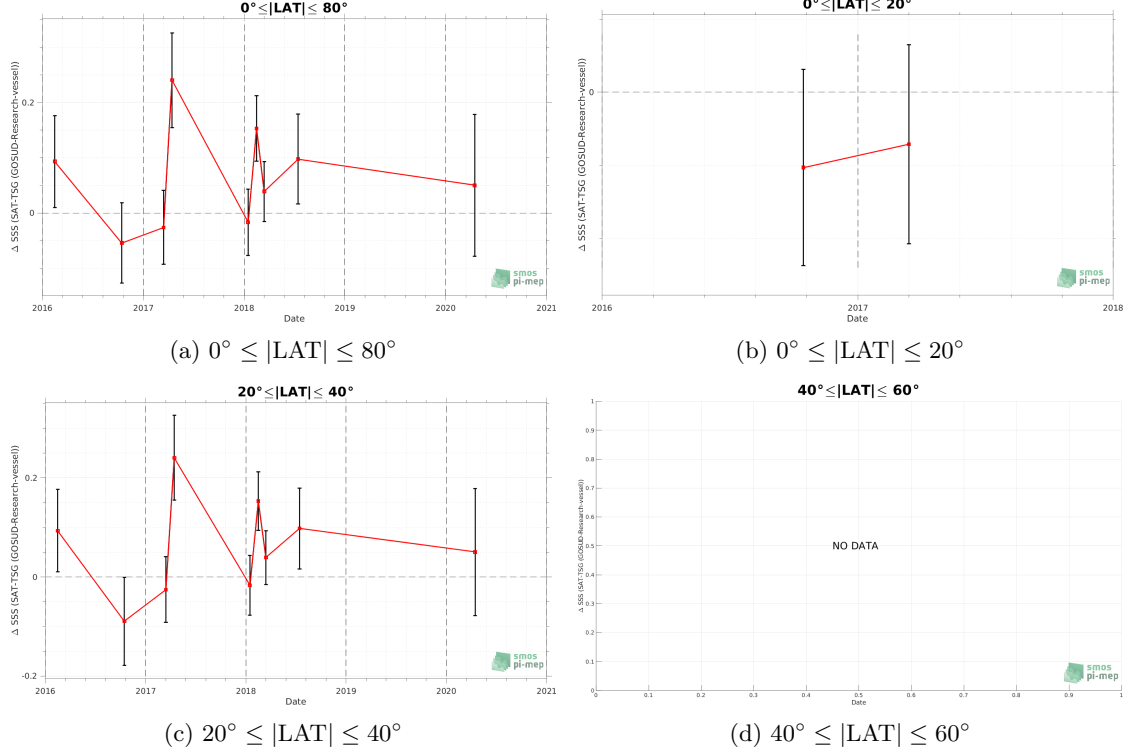 0°≤|LAT|≤ 80°
Δ SSS (SAT-TSG (GOSUD-Research-vessel))
0.2
0
2016 2017 2018 2019 2020 2021
Date
smos
pi-mep
(a) 0° ≤ |LAT| ≤ 80°
0°≤|LAT|≤ 20°
Δ SSS (SAT-TSG (GOSUD-Research-vessel))
0
2016 2017 2018
Date
smos
pi-mep
(b) 0° ≤ |LAT| ≤ 20°
20°≤|LAT|≤ 40°
Δ SSS (SAT-TSG (GOSUD-Research-vessel))
0.2
0
-0.2
2016 2017 2018 2019 2020 2021
Date
smos
pi-mep
(c) 20° ≤ |LAT| ≤ 40°
40°≤|LAT|≤ 60°
Δ SSS (SAT-TSG (GOSUD-Research-vessel))
1
0.9
0.8
0.7
0.6
0.5
0.4
0.3
0.2
0.1
0
NO DATA
0 0.1 0.2 0.3 0.4 0.5 0.6 0.7 0.8 0.9 1
Date
smos
pi-mep
(d) 40° ≤ |LAT| ≤ 60°